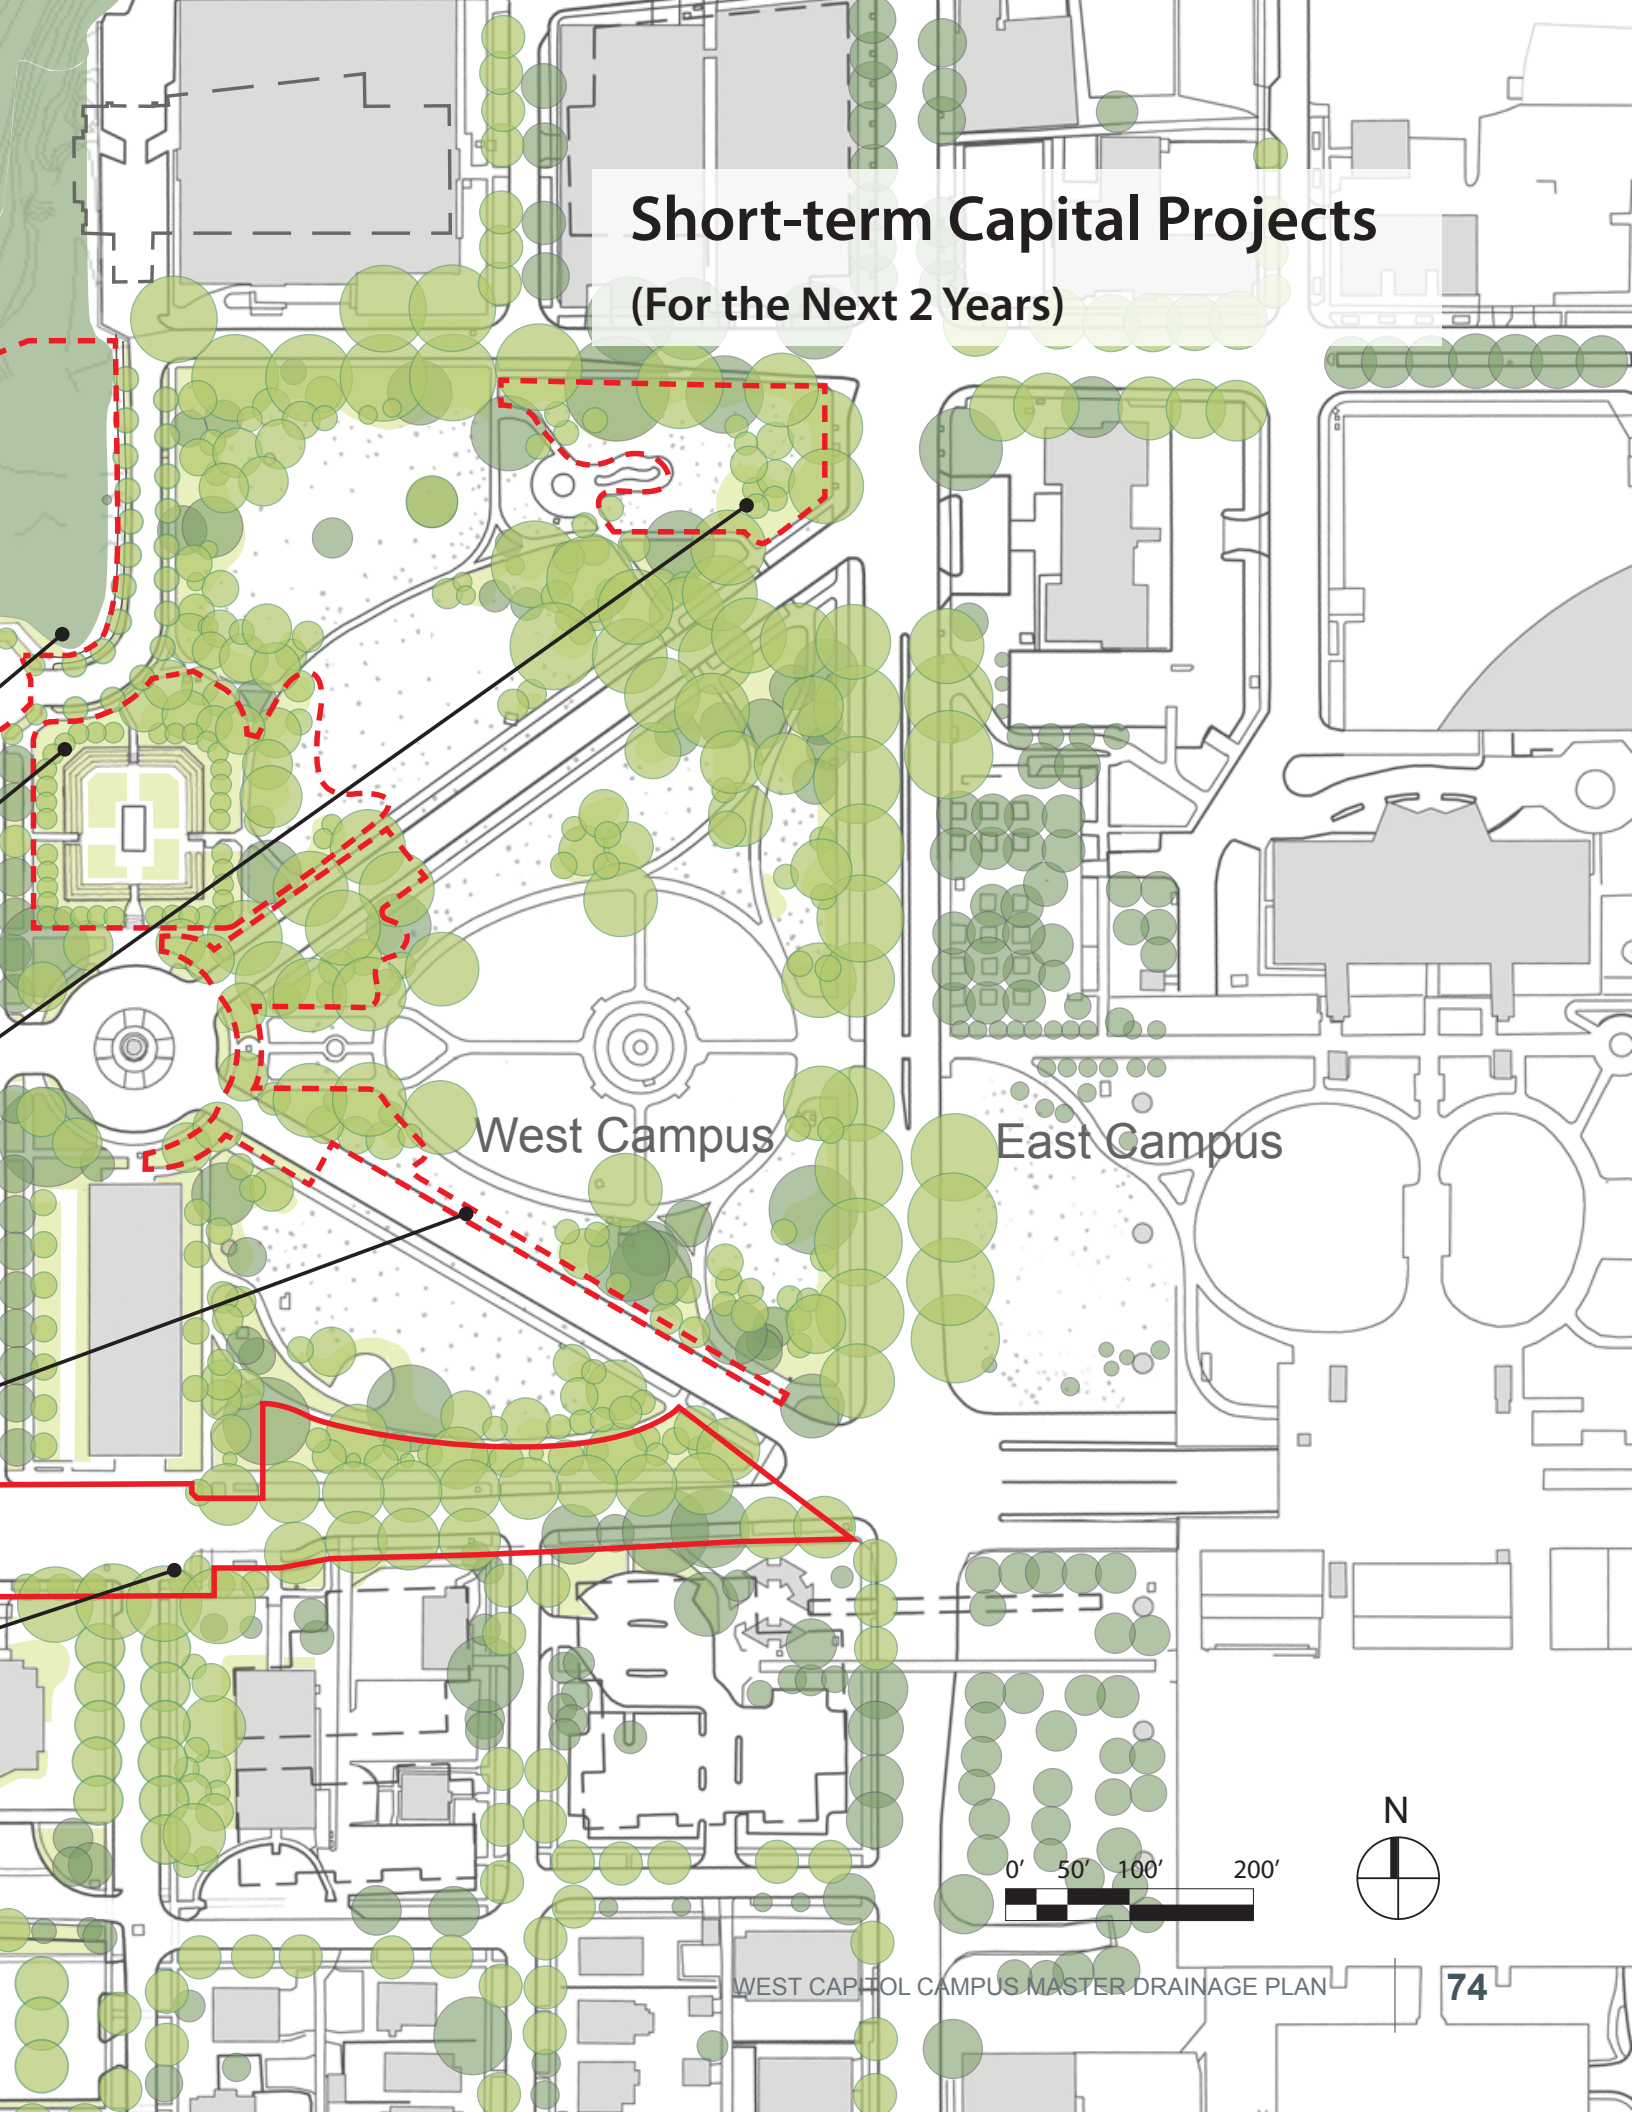 Short-term Capital Projects
(For the Next 2 Years)
West Campus
East Campus
N
0’ 50’ 100’ 200’
WEST CAPITOL CAMPUS MASTER DRAINAGE PLAN 74